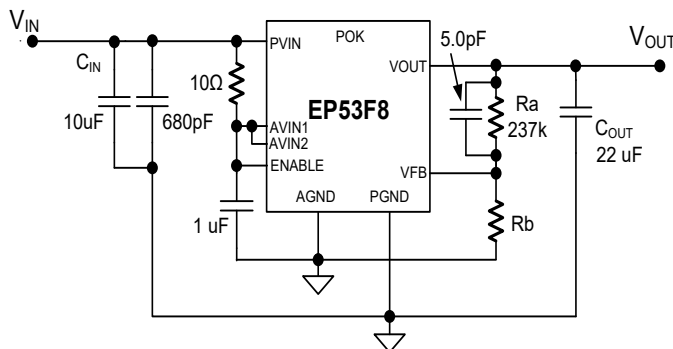 VIN
VOUT
PVIN
POK
VOUT
5.0pF
CIN
10Ω
EP53F8
Ra
237k
10uF
680pF
AVIN1
AVIN2
COUT
22 uF
ENABLE
VFB
AGND
PGND
1 uF
Rb